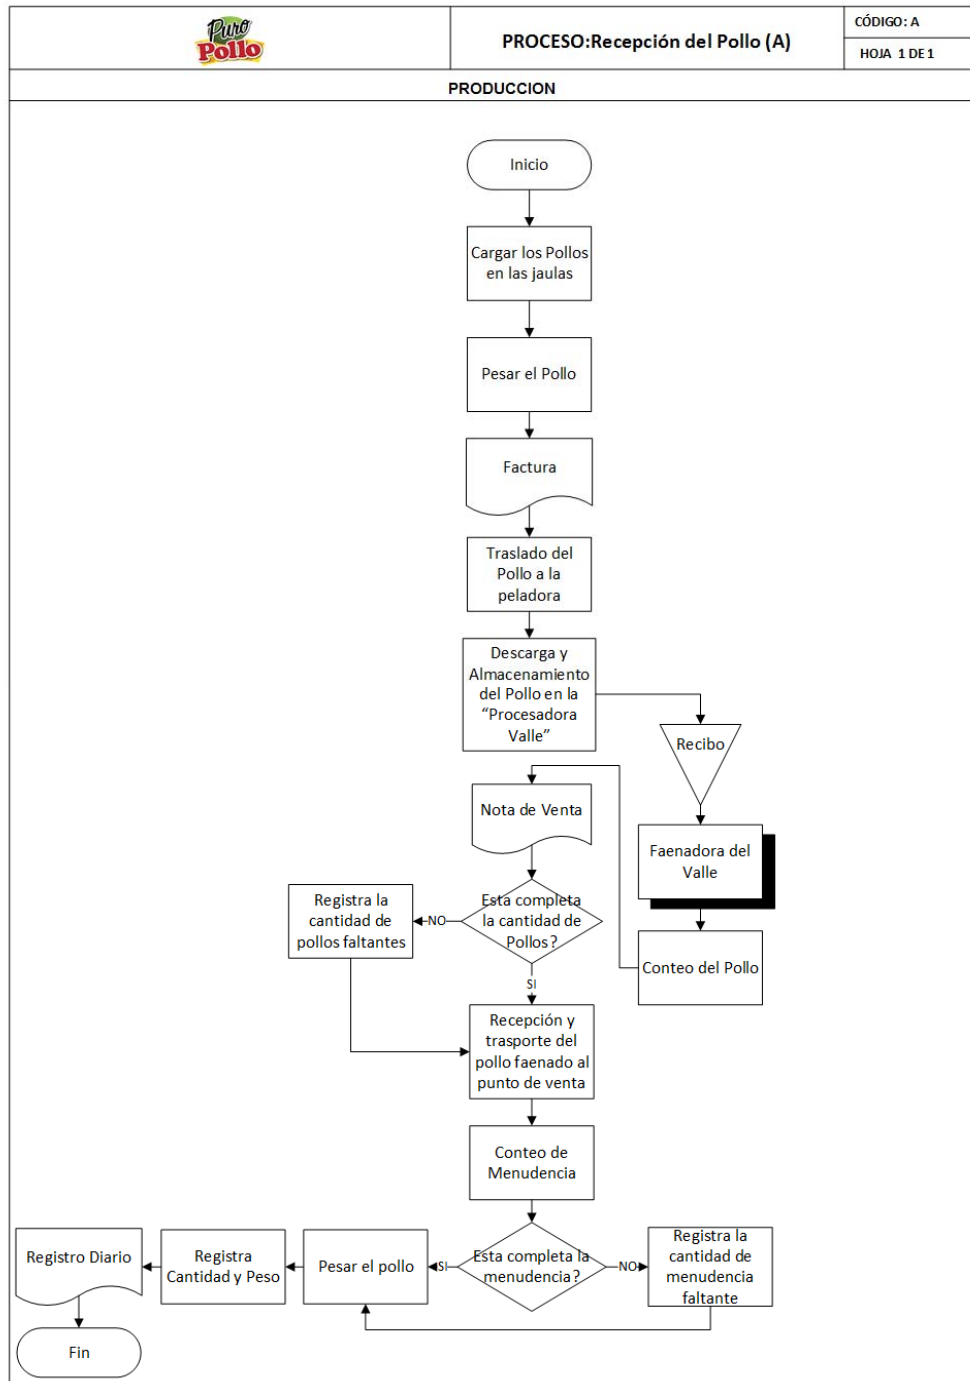 Puro
Pollo
PROCESO:Recepción del Pollo (A)
CÓDIGO: A
HOJA 1 DE 1
PRODUCCION
Inicio
Cargar los Pollos
en las jaulas
Pesar el Pollo
Factura
Traslado del
Pollo a la
peladora
Descarga y
Almacenamiento
del Pollo en la
“Procesadora
Valle”
Recibo
Faenadora del
Valle
Conteo del Pollo
Nota de Venta
Esta completa
la cantidad de
Pollos?
NO
Registra la
cantidad de
pollos faltantes
SI
Recepción y
trasporte del
pollo faenado al
punto de venta
Conteo de
Menudencia
Esta completa la
menudencia?
NO
Registra la
cantidad de
menudencia
faltante
SI
Pesar el pollo
Registra
Cantidad y Peso
Registro Diario
Fin